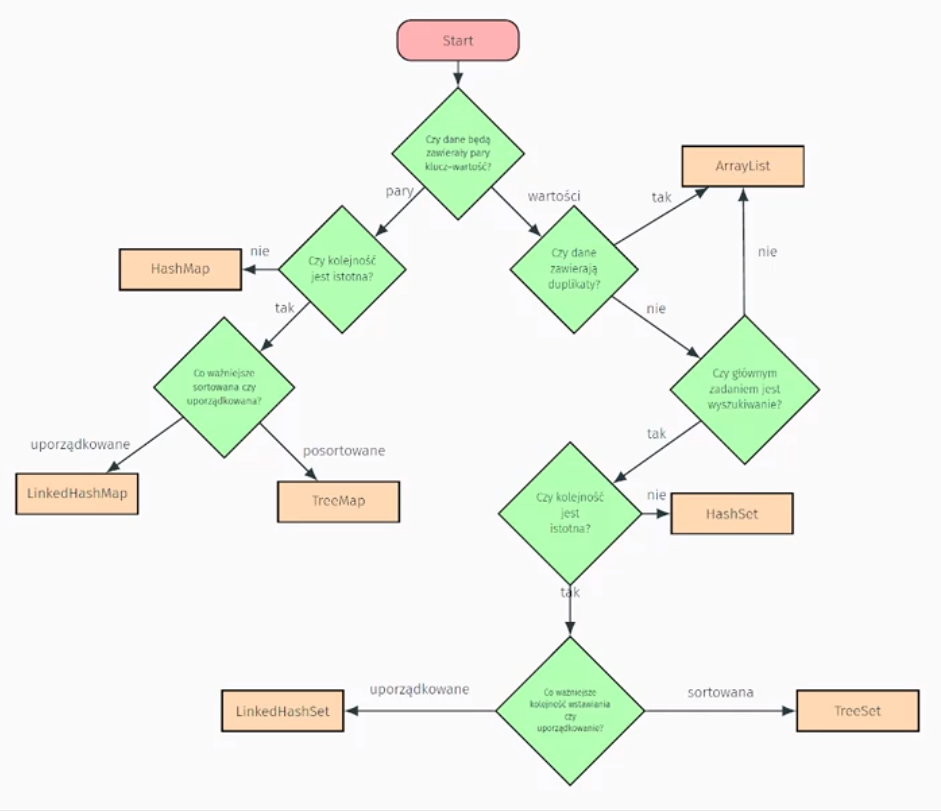 Start
Czy dane będą
zawierały pary
klucz-wartość?
pary
wartości
ArrayList
tak
Czy kolejność
jest istotna?
nie
HashMap
Czy dane
zawierają
duplikaty?
nie
tak
nie
Co ważniejsze
sortowana czy
uporządkowana?
Czy głównym
zadaniem jest
wyszukiwanie?
uporządkowane
posortowane
tak
LinkedHashMap
TreeMap
Czy kolejność
jest
istotna?
nie
HashSet
tak
Co ważniejsze
kolejność wstawiania
czy
uporządkowanie?
uporządkowane
sortowana
LinkedHashSet
TreeSet